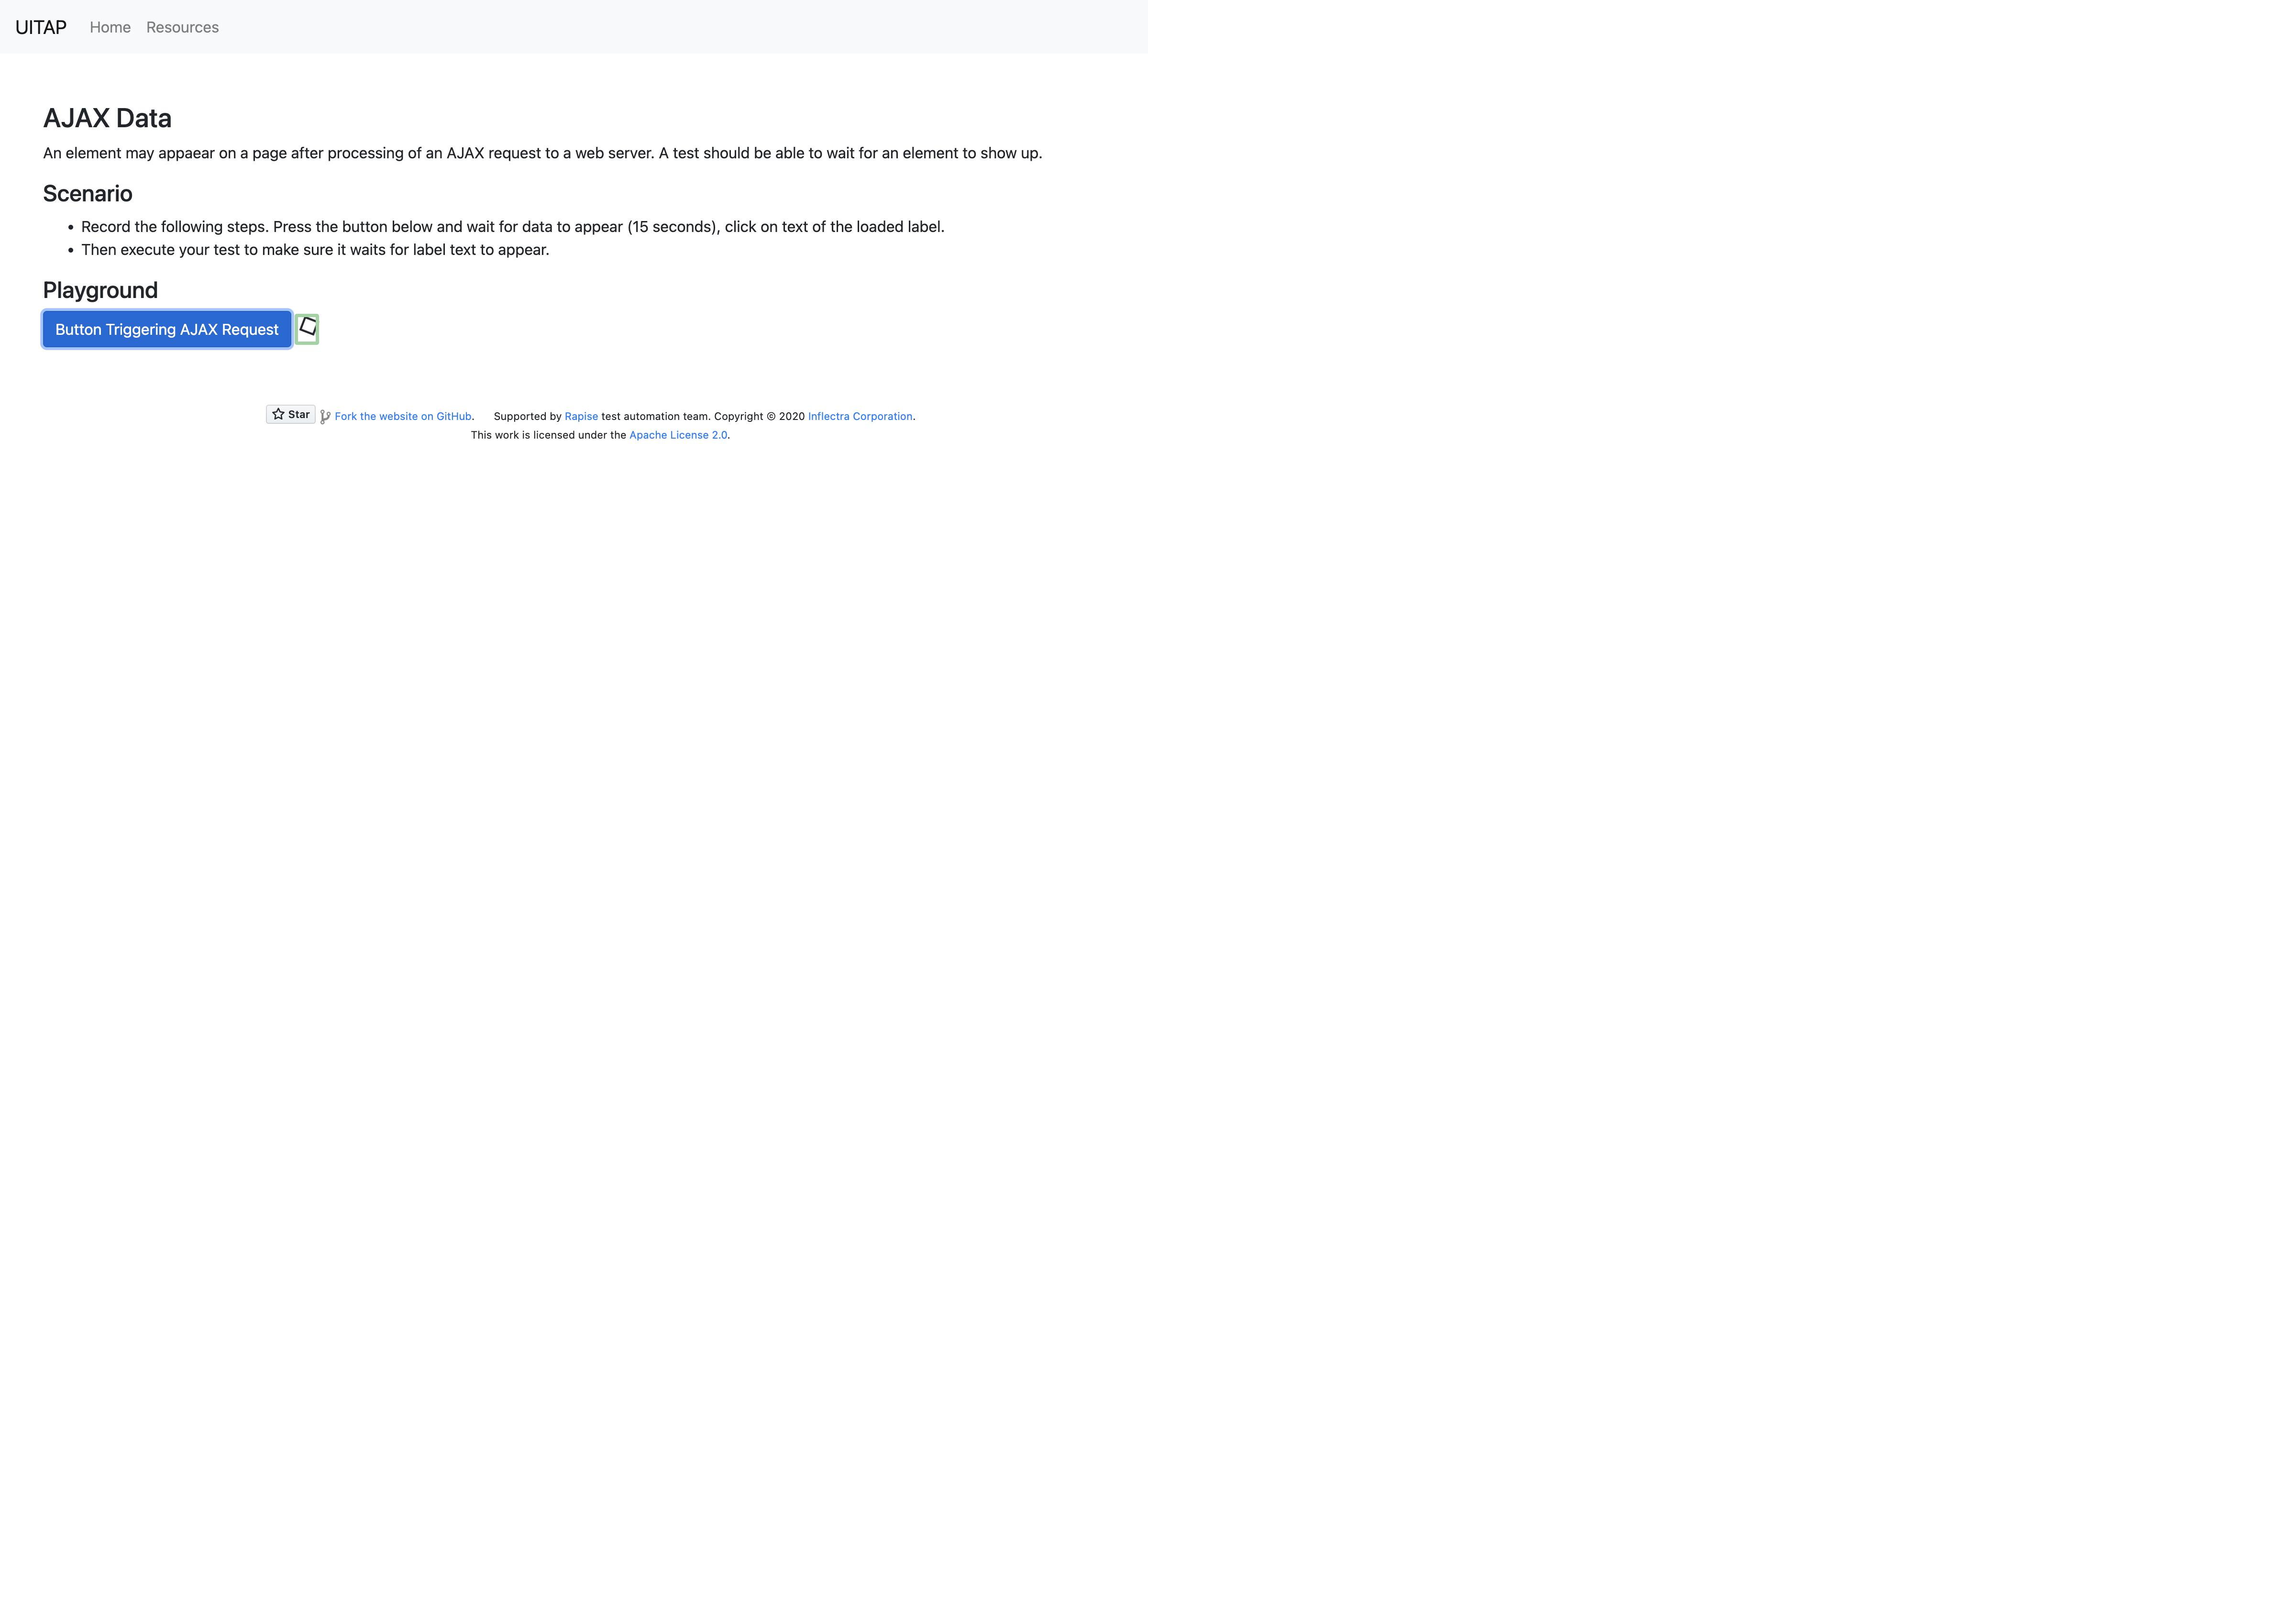 UITAP Home Resources
AJAX Data
An element may appaear on a page after processing of an AJAX request to a web server. A test should be able to wait for an element to show up.
Scenario
• Record the following steps. Press the button below and wait for data to appear (15 seconds), click on text of the loaded label.
• Then execute your test to make sure it waits for label text to appear.
Playground
Button Triggering AJAX Request
Star Fork the website on GitHub. Supported by Rapise test automation team. Copyright © 2020 Inflectra Corporation.
This work is licensed under the Apache License 2.0.